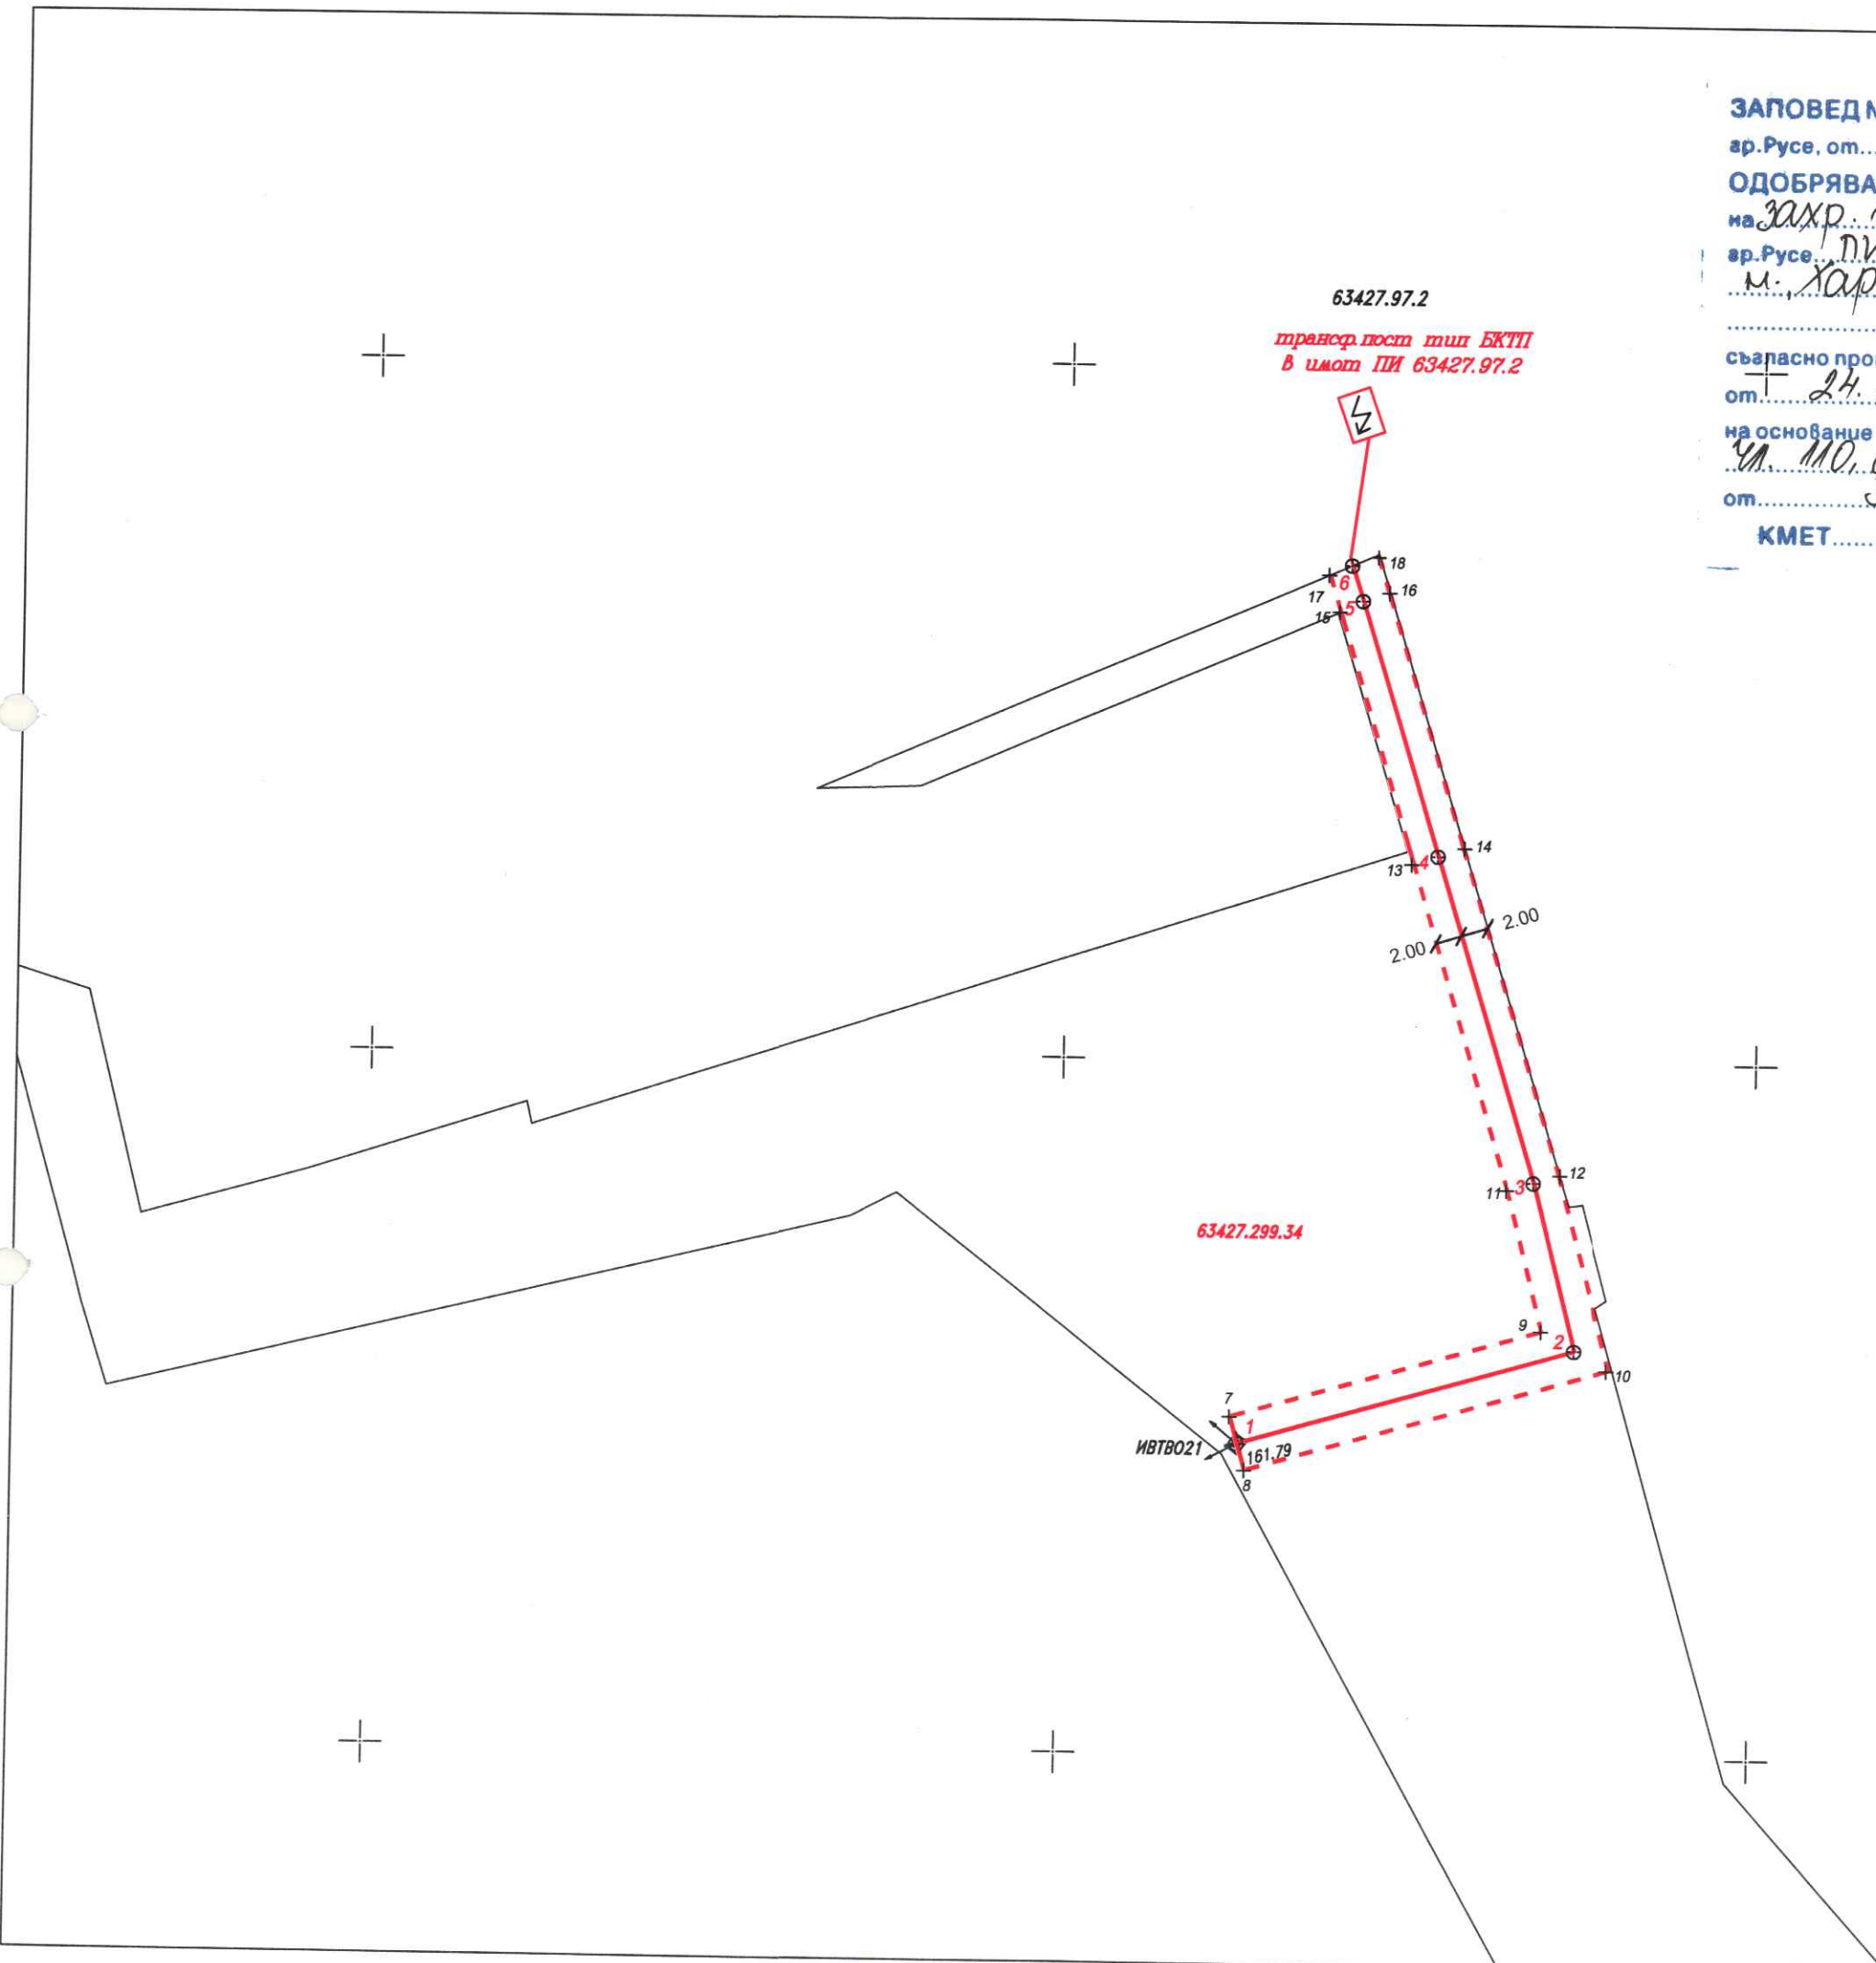 ЗАПОВЕД
гр.Русе, от...
ОДОБРЯВА
на захр.
гр.Русе
м.
съгласно
от 24.
на основание
чл. 110,
от
КМЕТ
63427.97.2
трансф.пост тип БКТП
в имот ПИ 63427.97.2
18
6
17
16
5
15
14
13
4
2.00
2.00
12
11
3
63427.299.34
9
2
10
7
1
ИВТВО21
161.79
8